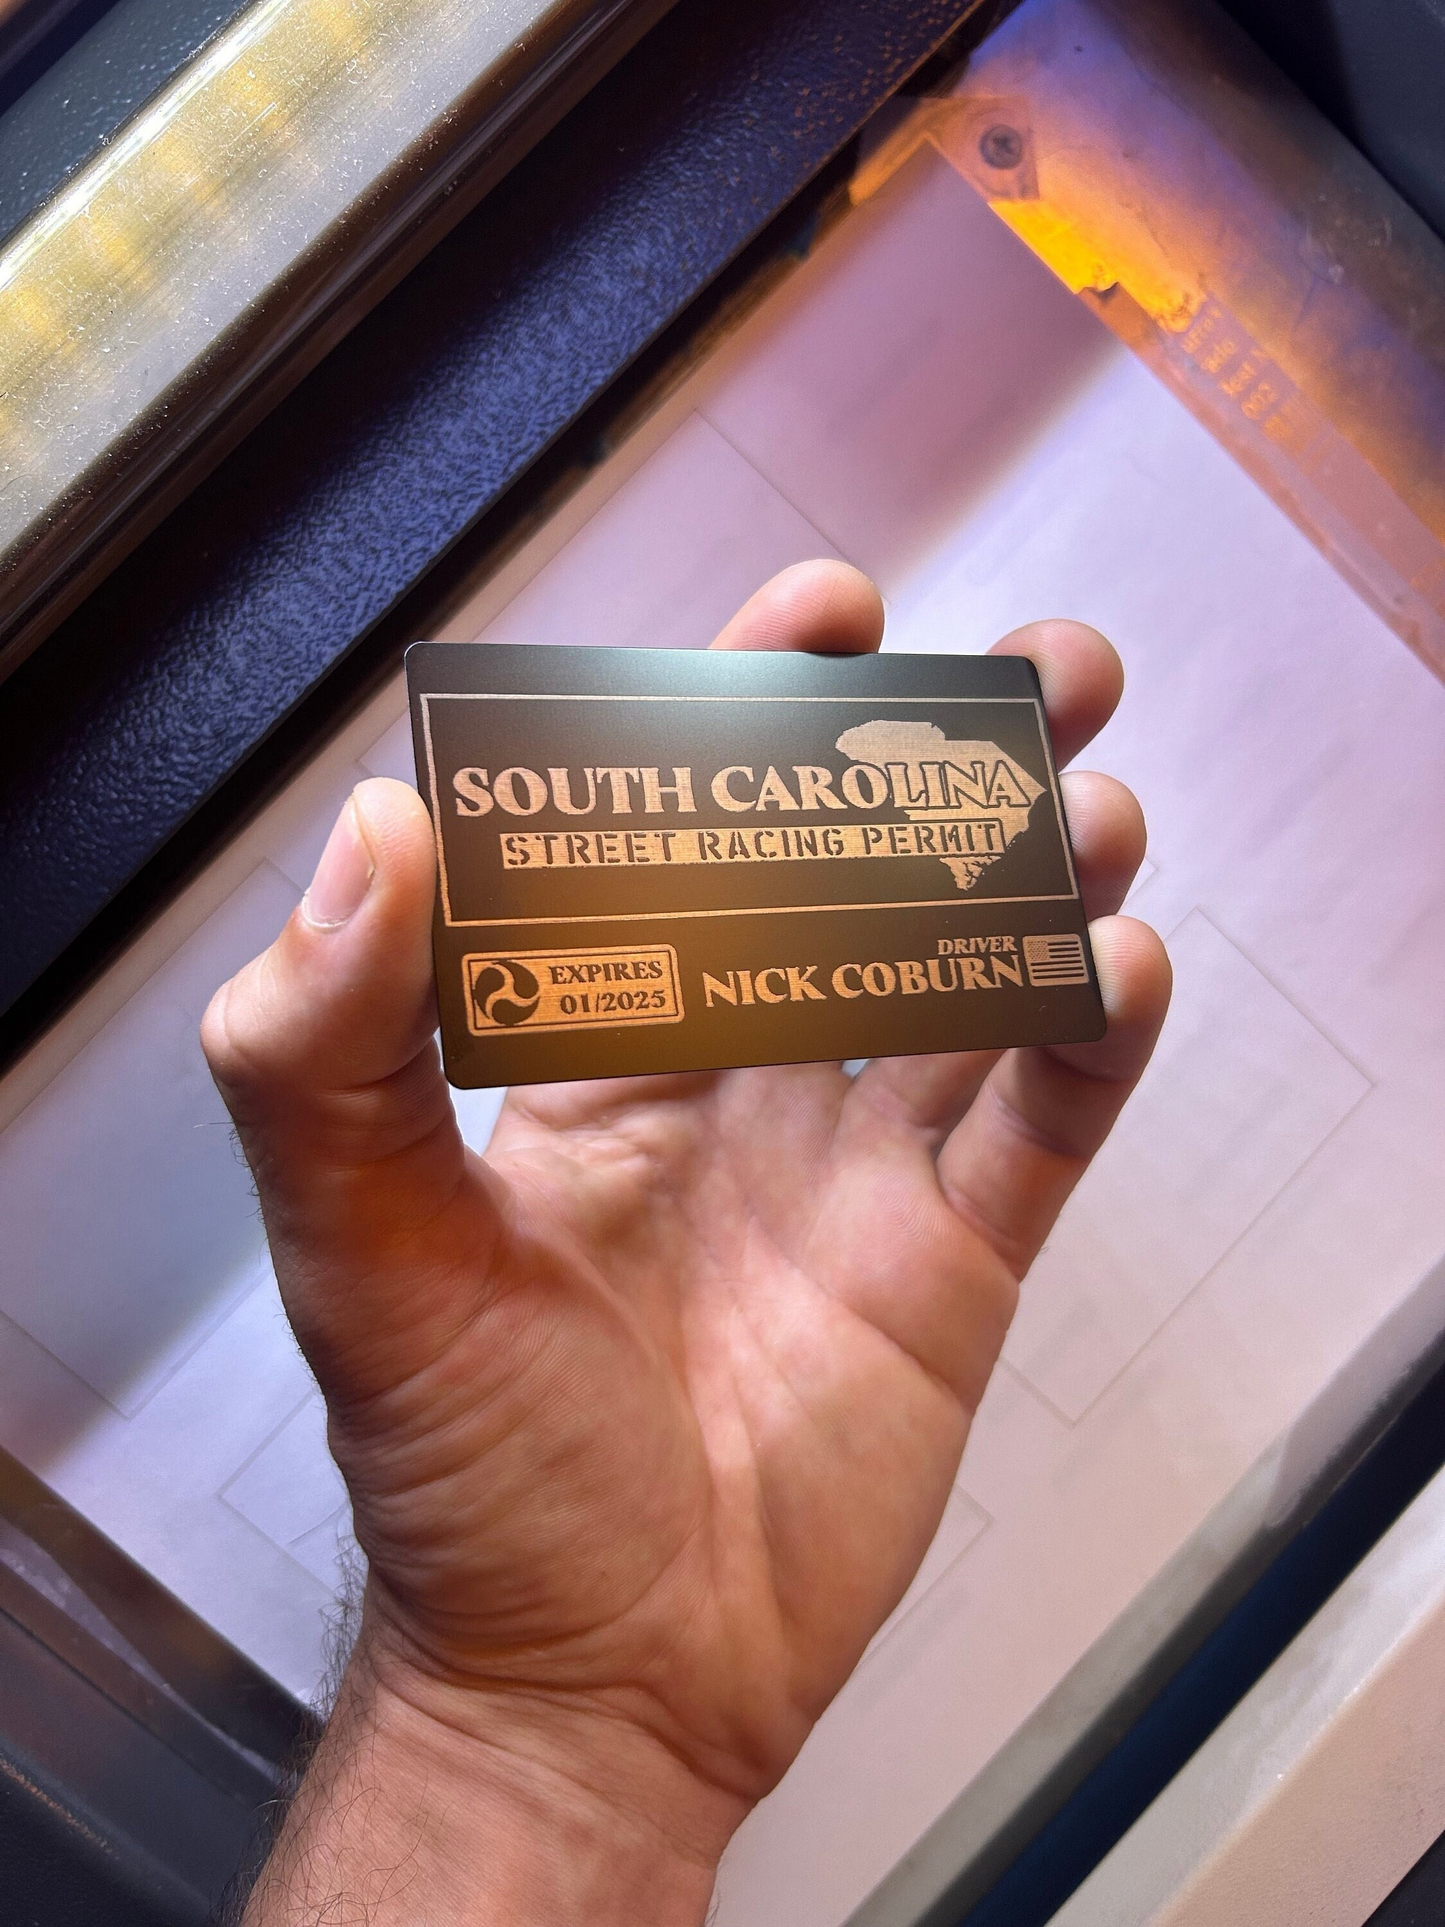 SOUTH CAROLINA
STREET RACING PERMIT
EXPIRES
01/2025
DRIVER
NICK COBURN